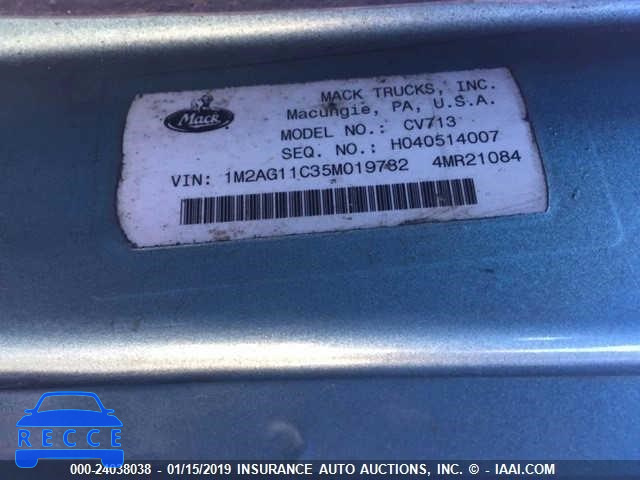 MACK TRUCKS, INC.
Macungie, PA, U.S.A.
Mack
MODEL NO.: CV713
SEQ. NO.: H040514007
VIN: 1M2AG11C35M019782 4MR21084
RECCE
000-24038038 - 01/15/2019 INSURANCE AUTO AUCTIONS, INC. - IAAI.COM